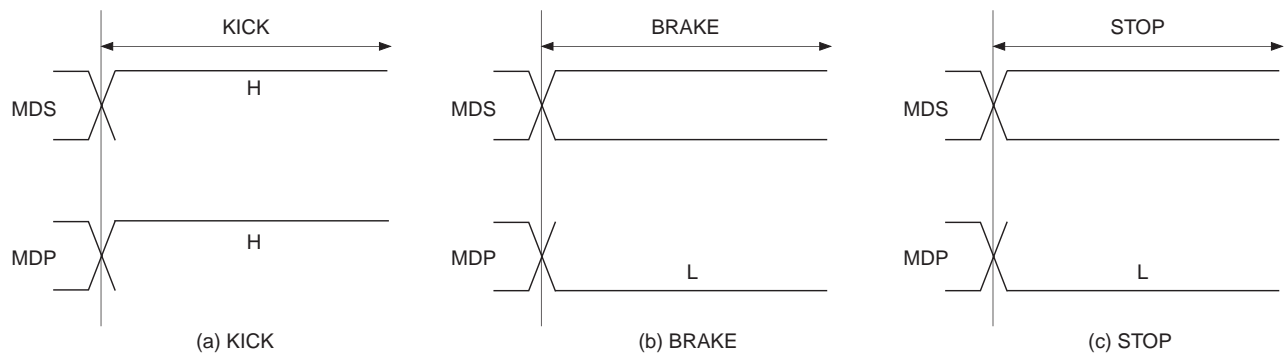 KICK
BRAKE
STOP
H
MDS
MDS
MDS
H
L
L
MDP
MDP
MDP
(a) KICK
(b) BRAKE
(c) STOP